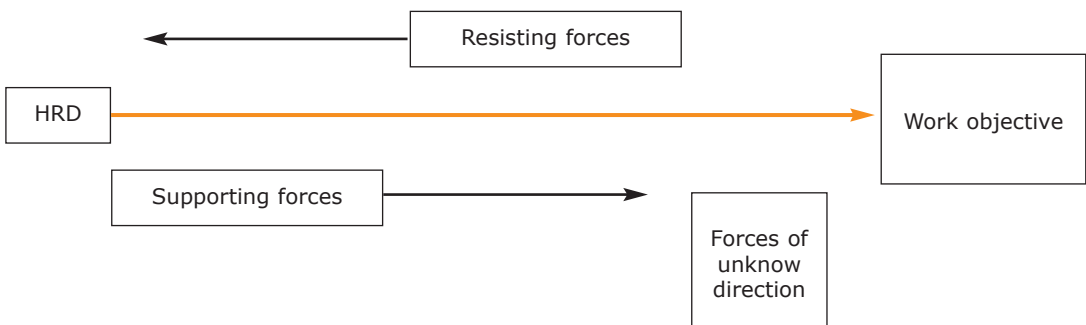 Resisting forces
HRD
Work objective
Supporting forces
Forces of
unknow
direction